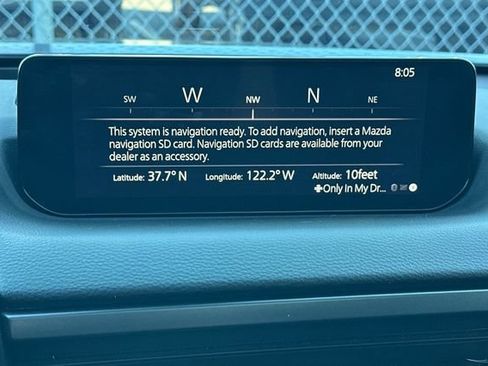 8:05
SW W NW N NE
This system is navigation ready. To add navigation, insert a Mazda
navigation SD card. Navigation SD cards are available from your
dealer as an accessory.
Latitude: 37.7° N Longitude: 122.2° W Altitude: 10feet
Only In My Dr...